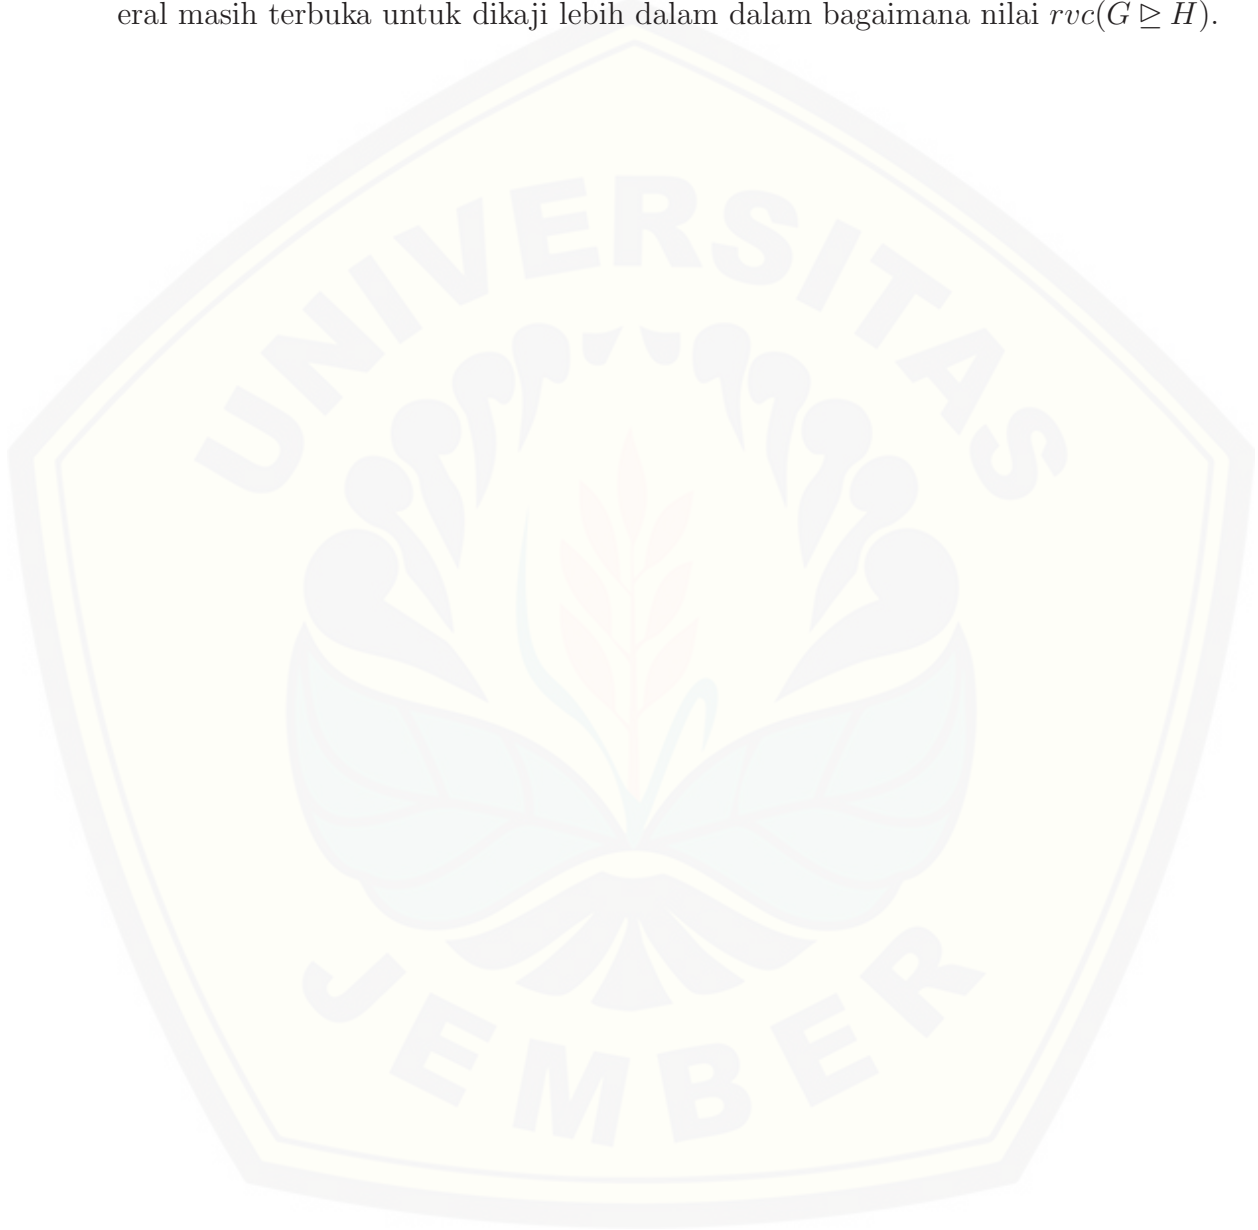 eral masih terbuka untuk dikaji lebih dalam dalam bagaimana nilai rvc(G ⊵ H).
UNIVERSITAS
JEMBER